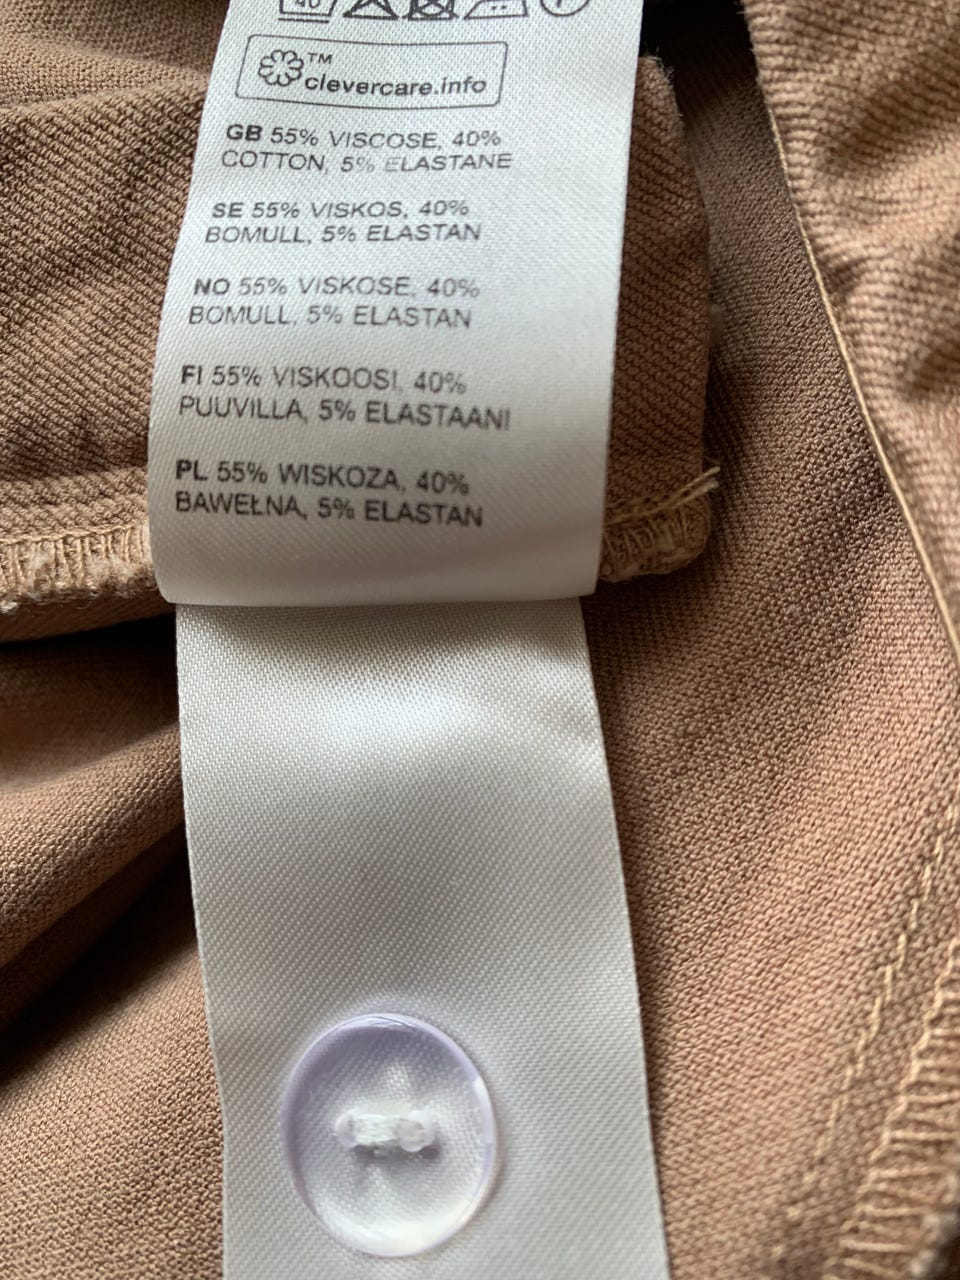 40
™
clevercare.info
GB 55% VISCOSE, 40%
COTTON, 5% ELASTANE
SE 55% VISKOS, 40%
BOMULL, 5% ELASTAN
NO 55% VISKOSE, 40%
BOMULL, 5% ELASTAN
FI 55% VISKOOSI, 40%
PUUVILLA, 5% ELASTAANI
PL 55% WISKOZA, 40%
BAWEŁNA, 5% ELASTAN